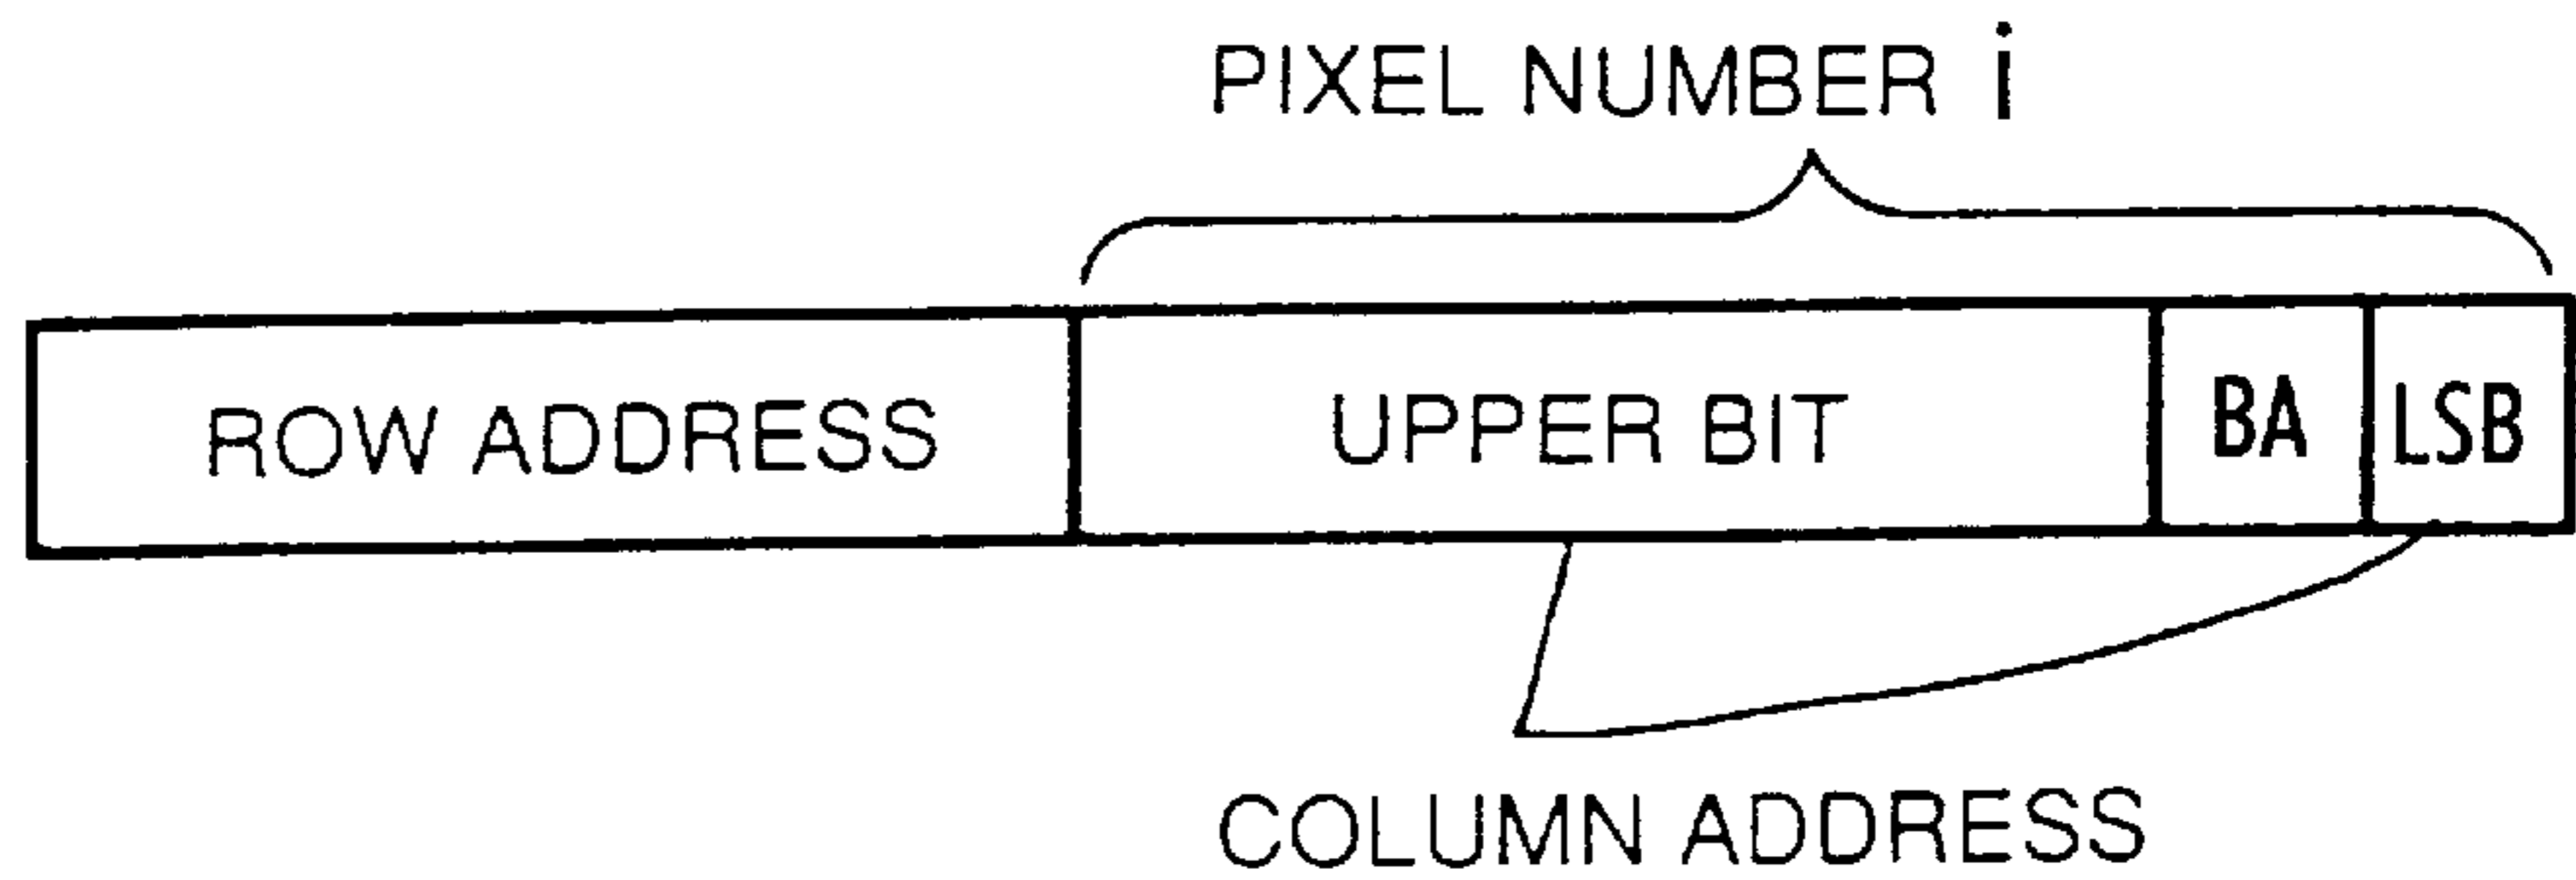 PIXEL NUMBER i
ROW ADDRESS UPPER BIT BA LSB
COLUMN ADDRESS